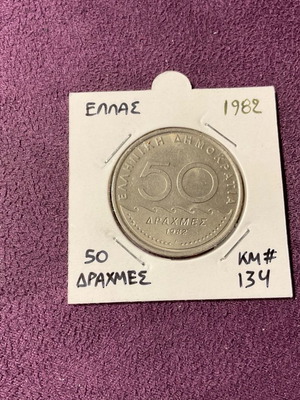 ΕΛΛΑΣ 1982
ΕΛΛΗΝΙΚΗ ΔΗΜΟΚΡΑΤΙΑ
50
ΔΡΑΧΜΕΣ
1982
50 ΔΡΑΧΜΕΣ
KM# 134